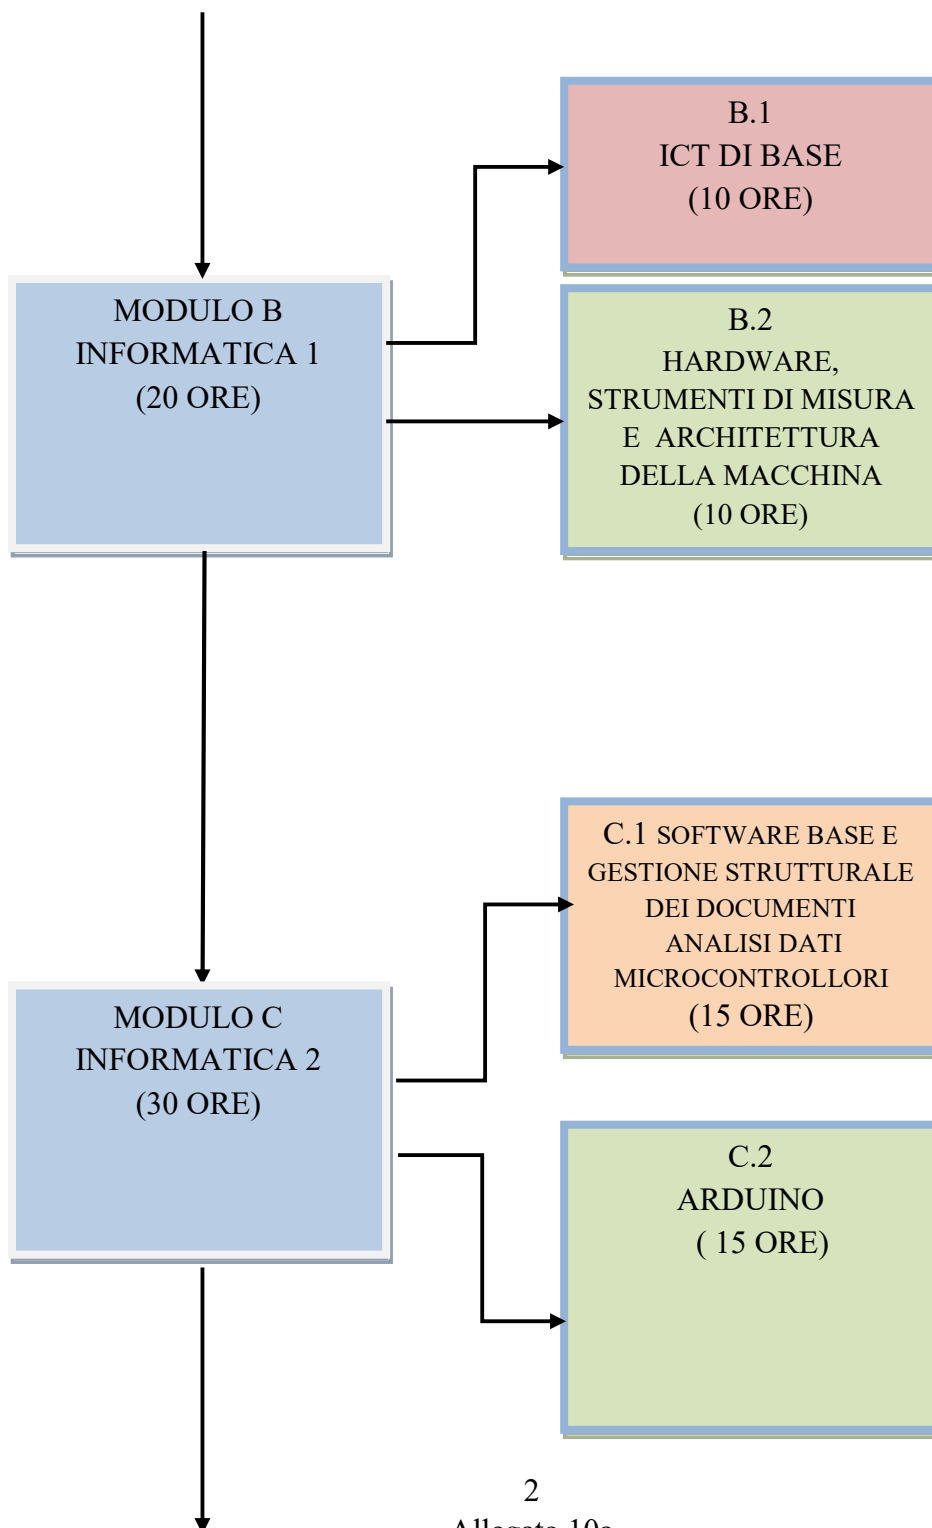 B.1
ICT DI BASE
(10 ORE)
MODULO B
INFORMATICA 1
(20 ORE)
B.2
HARDWARE,
STRUMENTI DI MISURA
E ARCHITETTURA
DELLA MACCHINA
(10 ORE)
C.1 SOFTWARE BASE E
GESTIONE STRUTTURALE
DEI DOCUMENTI
ANALISI DATI
MICROCONTROLLORI
(15 ORE)
MODULO C
INFORMATICA 2
(30 ORE)
C.2
ARDUINO
( 15 ORE)
2
Allegato 10a